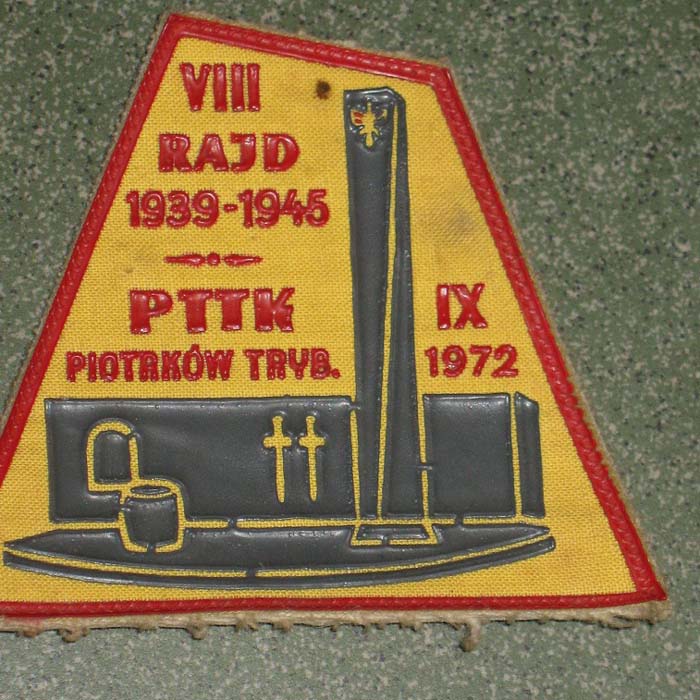 VIII
RAJD
1939-1945
PTTK
PIOTRKÓW TRYB.
IX
1972